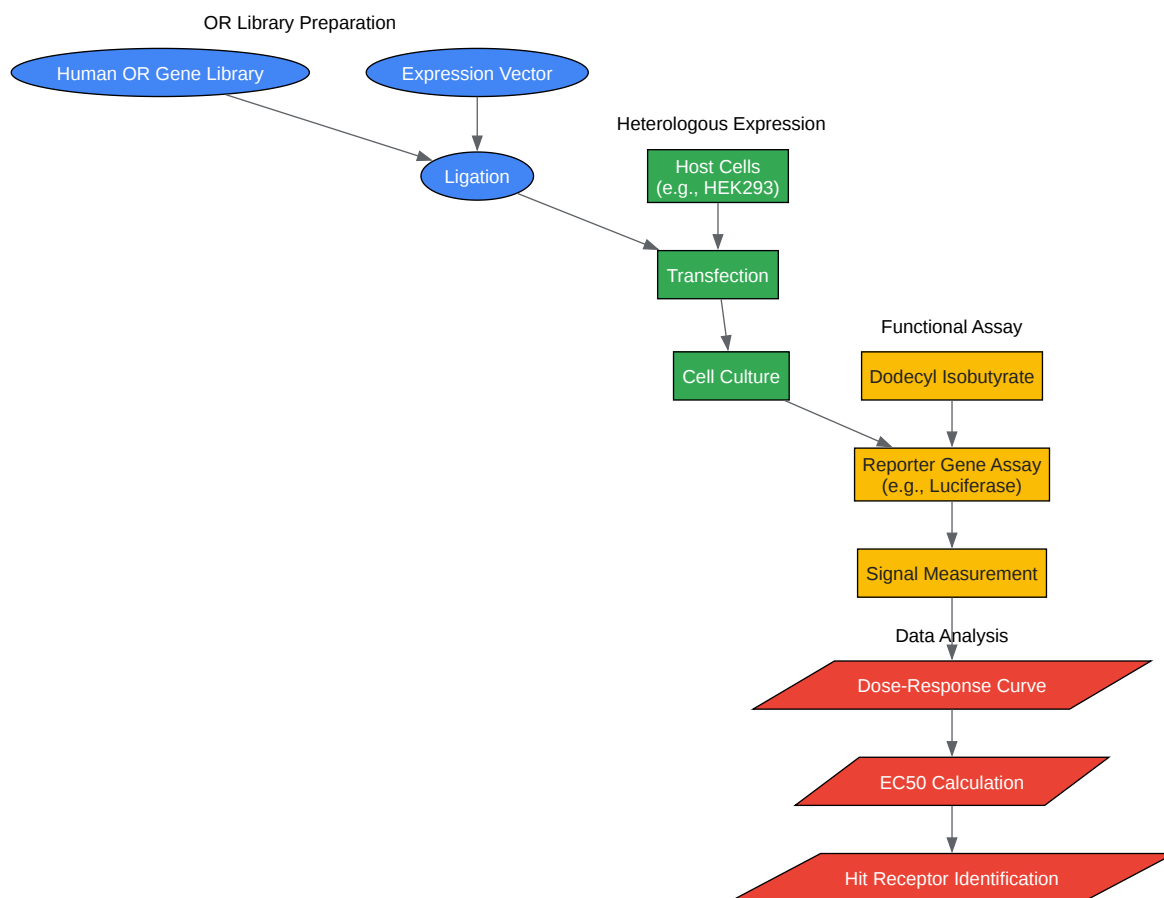 OR Library Preparation
Human OR Gene Library
Expression Vector
Heterologous Expression
Ligation
Host Cells
(e.g., HEK293)
Transfection
Functional Assay
Cell Culture
Dodecyl Isobutyrate
Reporter Gene Assay
(e.g., Luciferase)
Signal Measurement
Data Analysis
Dose-Response Curve
EC50 Calculation
Hit Receptor Identification